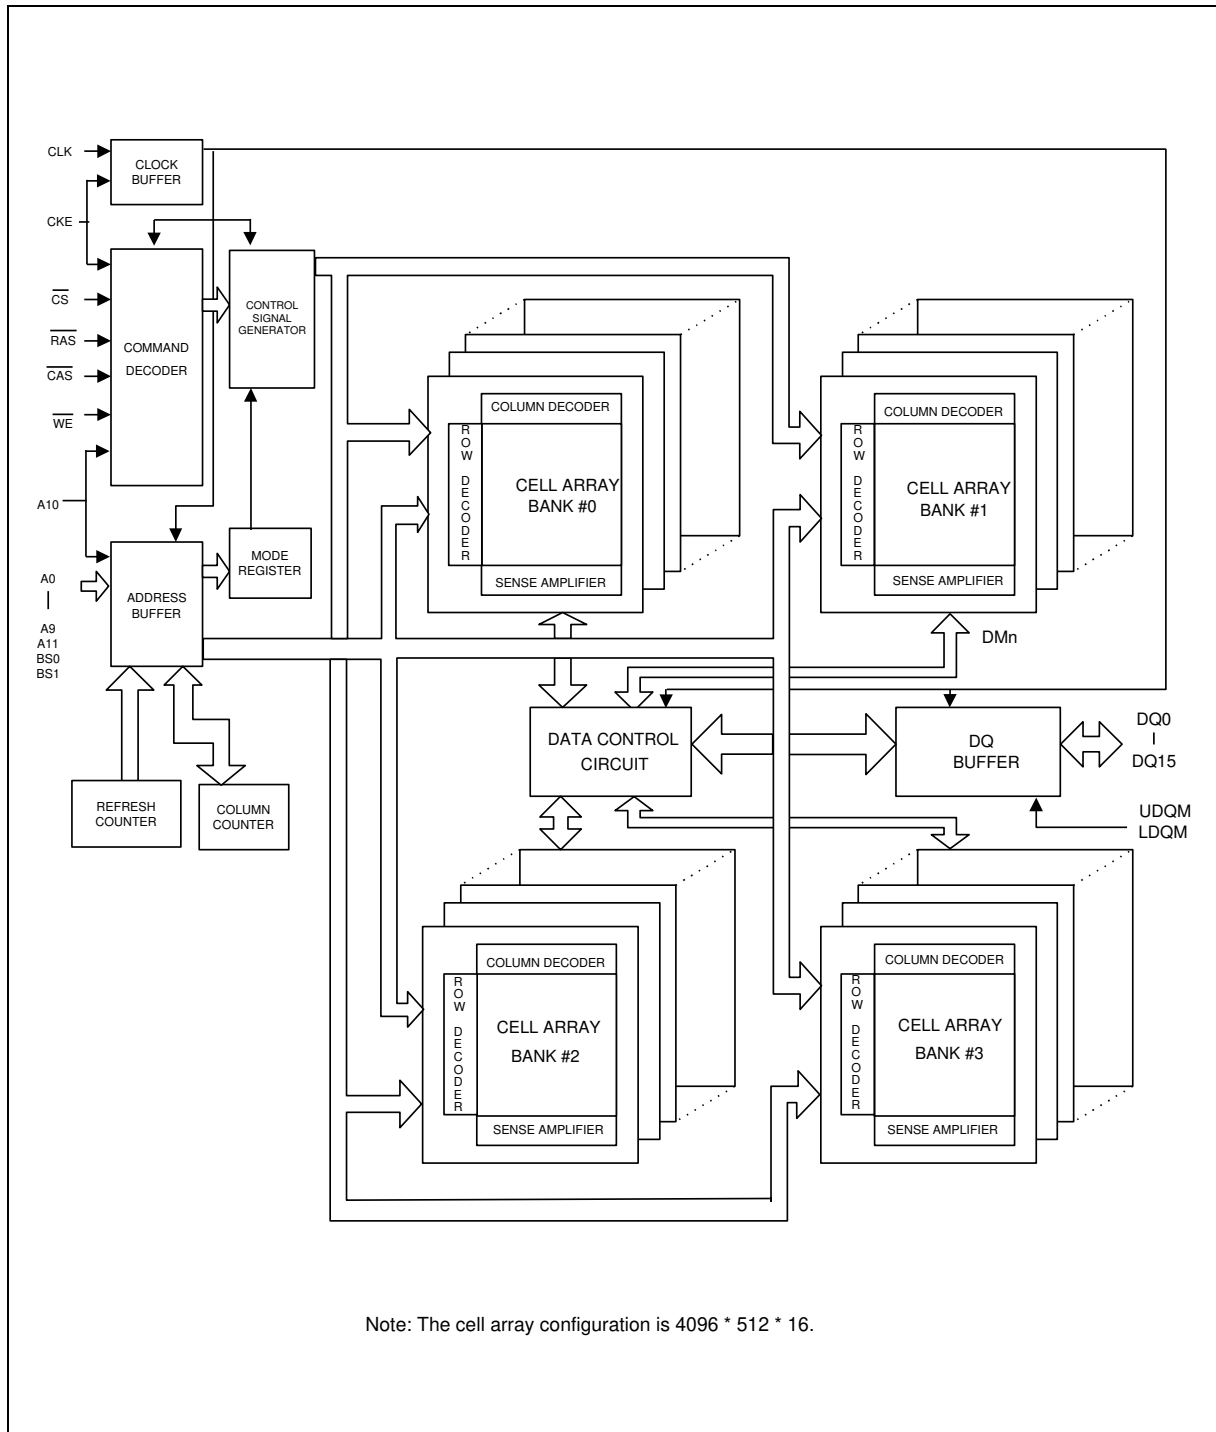 CLK
CLOCK
BUFFER
CKE
CS
RAS
CAS
WE
A10
COMMAND
DECODER
CONTROL
SIGNAL
GENERATOR
A0
A9
A11
BS0
BS1
ADDRESS
BUFFER
MODE
REGISTER
REFRESH
COUNTER
COLUMN
COUNTER
COLUMN DECODER
ROW DECODER
CELL ARRAY
BANK #0
SENSE AMPLIFIER
COLUMN DECODER
ROW DECODER
CELL ARRAY
BANK #1
SENSE AMPLIFIER
DMn
DATA CONTROL
CIRCUIT
DQ
BUFFER
DQ0
DQ15
UDQM
LDQM
COLUMN DECODER
ROW DECODER
CELL ARRAY
BANK #2
SENSE AMPLIFIER
COLUMN DECODER
ROW DECODER
CELL ARRAY
BANK #3
SENSE AMPLIFIER
Note: The cell array configuration is 4096 * 512 * 16.